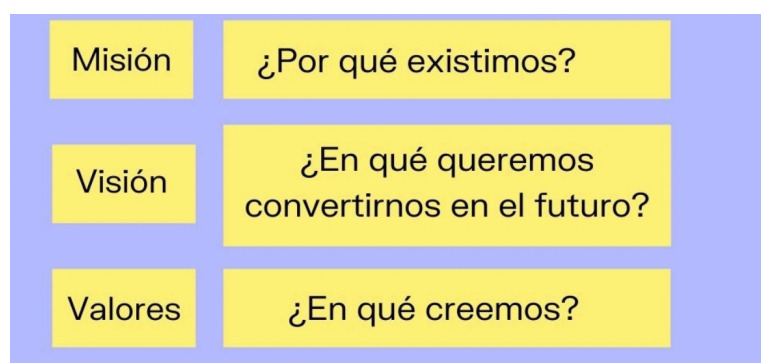 Misión
¿Por qué existimos?
Visión
¿En qué queremos
convertirnos en el futuro?
Valores
¿En qué creemos?